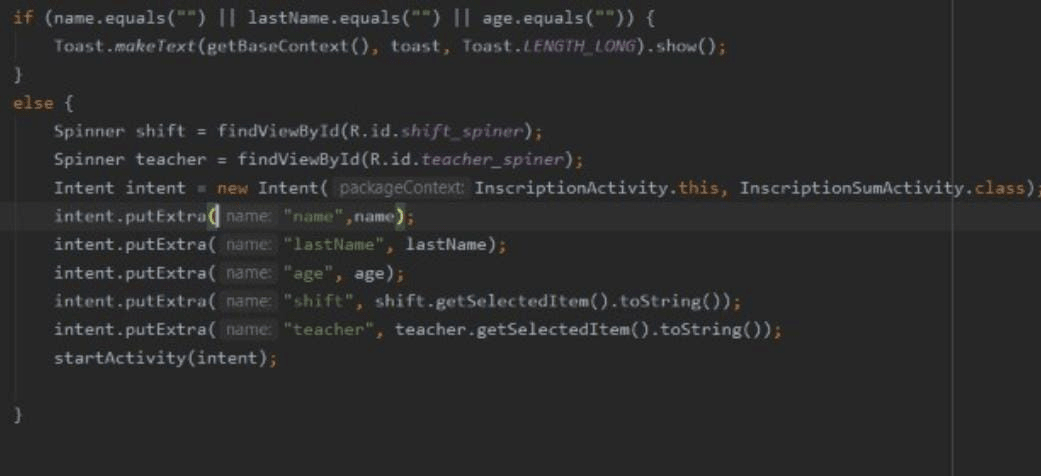 if (name.equals("") || lastName.equals("") || age.equals("")) {
Toast.makeText(getBaseContext(), toast, Toast.LENGTH_LONG).show();
}
else {
Spinner shift = findViewById(R.id.shift_spiner);
Spinner teacher = findViewById(R.id.teacher_spiner);
Intent intent = new Intent( packageContext: InscriptionActivity.this, InscriptionSumActivity.class);
intent.putExtra( name: "name",name);
intent.putExtra( name: "lastName", lastName);
intent.putExtra( name: "age", age);
intent.putExtra( name: "shift", shift.getSelectedItem().toString());
intent.putExtra( name: "teacher", teacher.getSelectedItem().toString());
startActivity(intent);
}